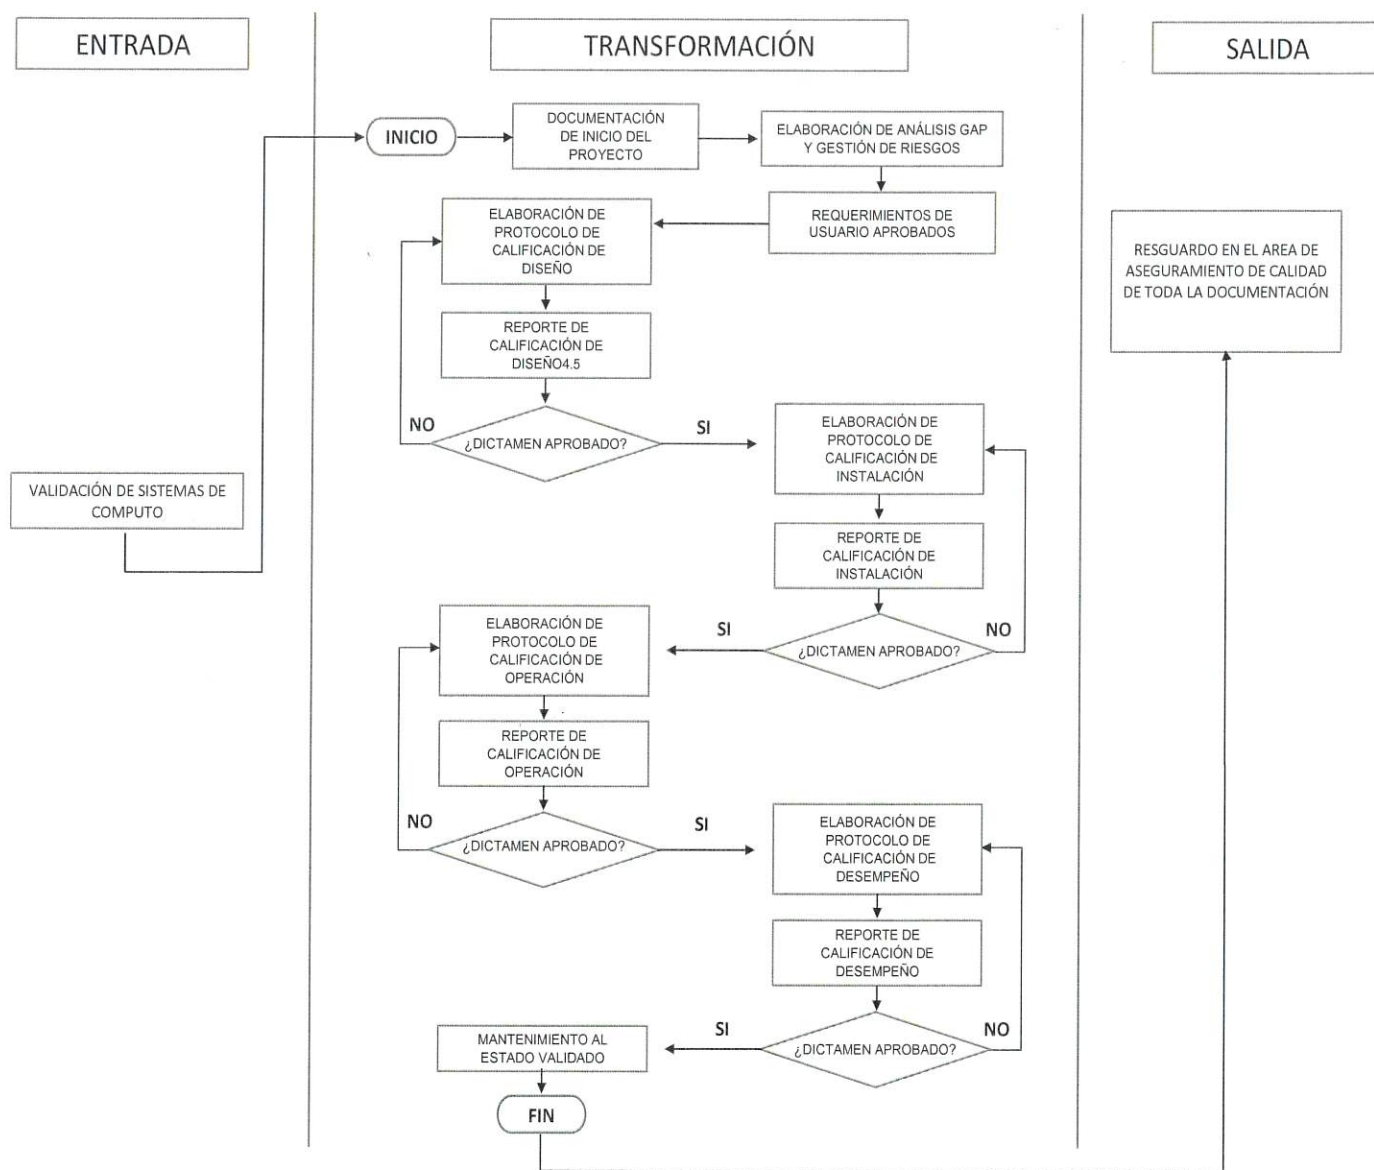 ENTRADA
TRANSFORMACIÓN
SALIDA
INICIO
DOCUMENTACIÓN
DE INICIO DEL
PROYECTO
ELABORACIÓN DE ANÁLISIS GAP
Y GESTIÓN DE RIESGOS
REQUERIMIENTOS DE
USUARIO APROBADOS
ELABORACIÓN DE
PROTOCOLO DE
CALIFICACIÓN DE
DISEÑO
REPORTE DE
CALIFICACIÓN DE
DISEÑO4.5
NO
¿DICTAMEN APROBADO?
SI
ELABORACIÓN DE
PROTOCOLO DE
CALIFICACIÓN DE
INSTALACIÓN
REPORTE DE
CALIFICACIÓN DE
INSTALACIÓN
SI
¿DICTAMEN APROBADO?
NO
VALIDACIÓN DE SISTEMAS DE
COMPUTO
ELABORACIÓN DE
PROTOCOLO DE
CALIFICACIÓN DE
OPERACIÓN
REPORTE DE
CALIFICACIÓN DE
OPERACIÓN
NO
¿DICTAMEN APROBADO?
SI
ELABORACIÓN DE
PROTOCOLO DE
CALIFICACIÓN DE
DESEMPEÑO
REPORTE DE
CALIFICACIÓN DE
DESEMPEÑO
SI
¿DICTAMEN APROBADO?
NO
MANTENIMIENTO AL
ESTADO VALIDADO
FIN
RESGUARDO EN EL AREA DE
ASEGURAMIENTO DE CALIDAD
DE TODA LA DOCUMENTACIÓN